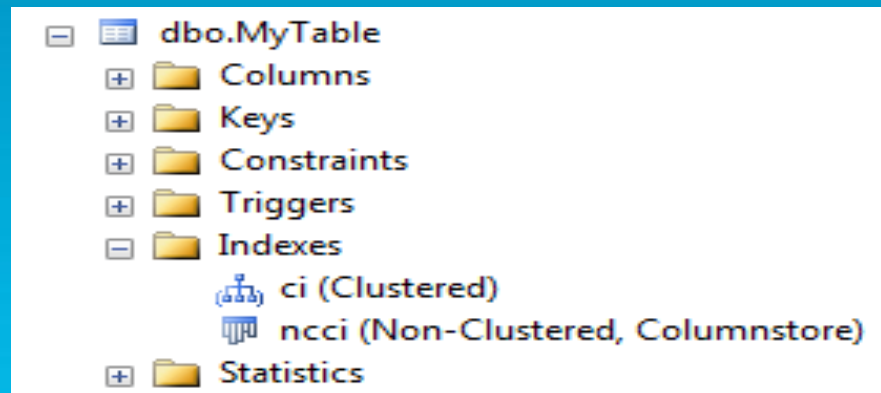 dbo.MyTable
Columns
Keys
Constraints
Triggers
Indexes
ci (Clustered)
ncci (Non-Clustered, Columnstore)
Statistics